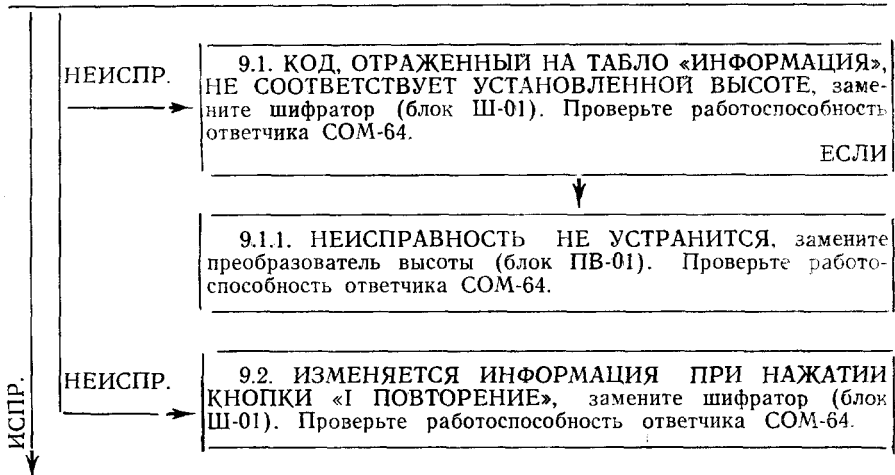 НЕИСПР.
9.1. КОД, ОТРАЖЕННЫЙ НА ТАБЛО «ИНФОРМАЦИЯ»,
НЕ СООТВЕТСТВУЕТ УСТАНОВЛЕННОЙ ВЫСОТЕ, заме-
ните шифратор (блок Ш-01). Проверьте работоспособность
ответчика СОМ-64.
ЕСЛИ
9.1.1. НЕИСПРАВНОСТЬ НЕ УСТРАНИТСЯ, замените
преобразователь высоты (блок ПВ-01). Проверьте работо-
способность ответчика СОМ-64.
НЕИСПР.
9.2. ИЗМЕНЯЕТСЯ ИНФОРМАЦИЯ ПРИ НАЖАТИИ
КНОПКИ «I ПОВТОРЕНИЕ», замените шифратор (блок
Ш-01). Проверьте работоспособность ответчика СОМ-64.
ИСПР.